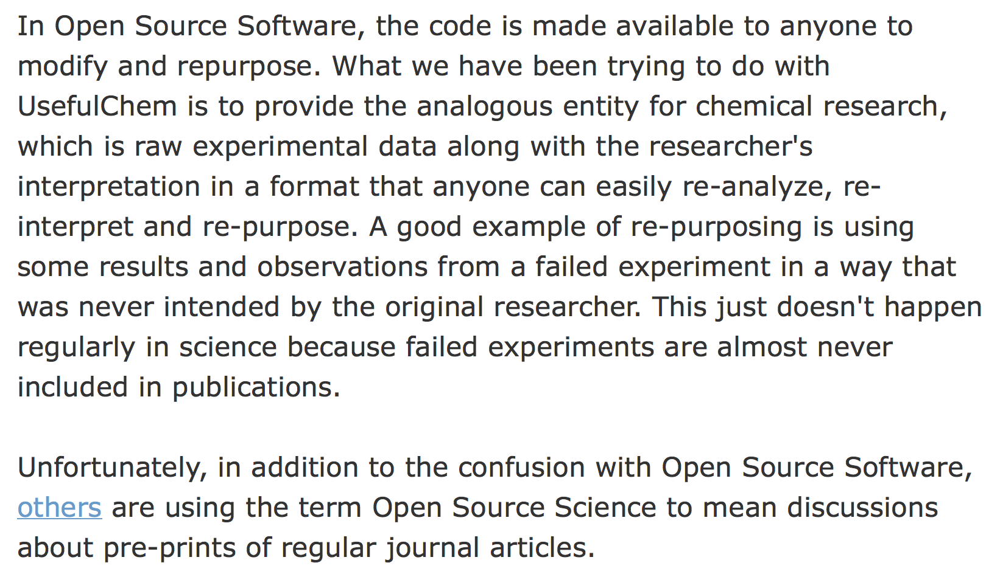 In Open Source Software, the code is made available to anyone to
modify and repurpose. What we have been trying to do with
UsefulChem is to provide the analogous entity for chemical research,
which is raw experimental data along with the researcher's
interpretation in a format that anyone can easily re-analyze, re-
interpret and re-purpose. A good example of re-purposing is using
some results and observations from a failed experiment in a way that
was never intended by the original researcher. This just doesn't happen
regularly in science because failed experiments are almost never
included in publications.
Unfortunately, in addition to the confusion with Open Source Software,
others are using the term Open Source Science to mean discussions
about pre-prints of regular journal articles.